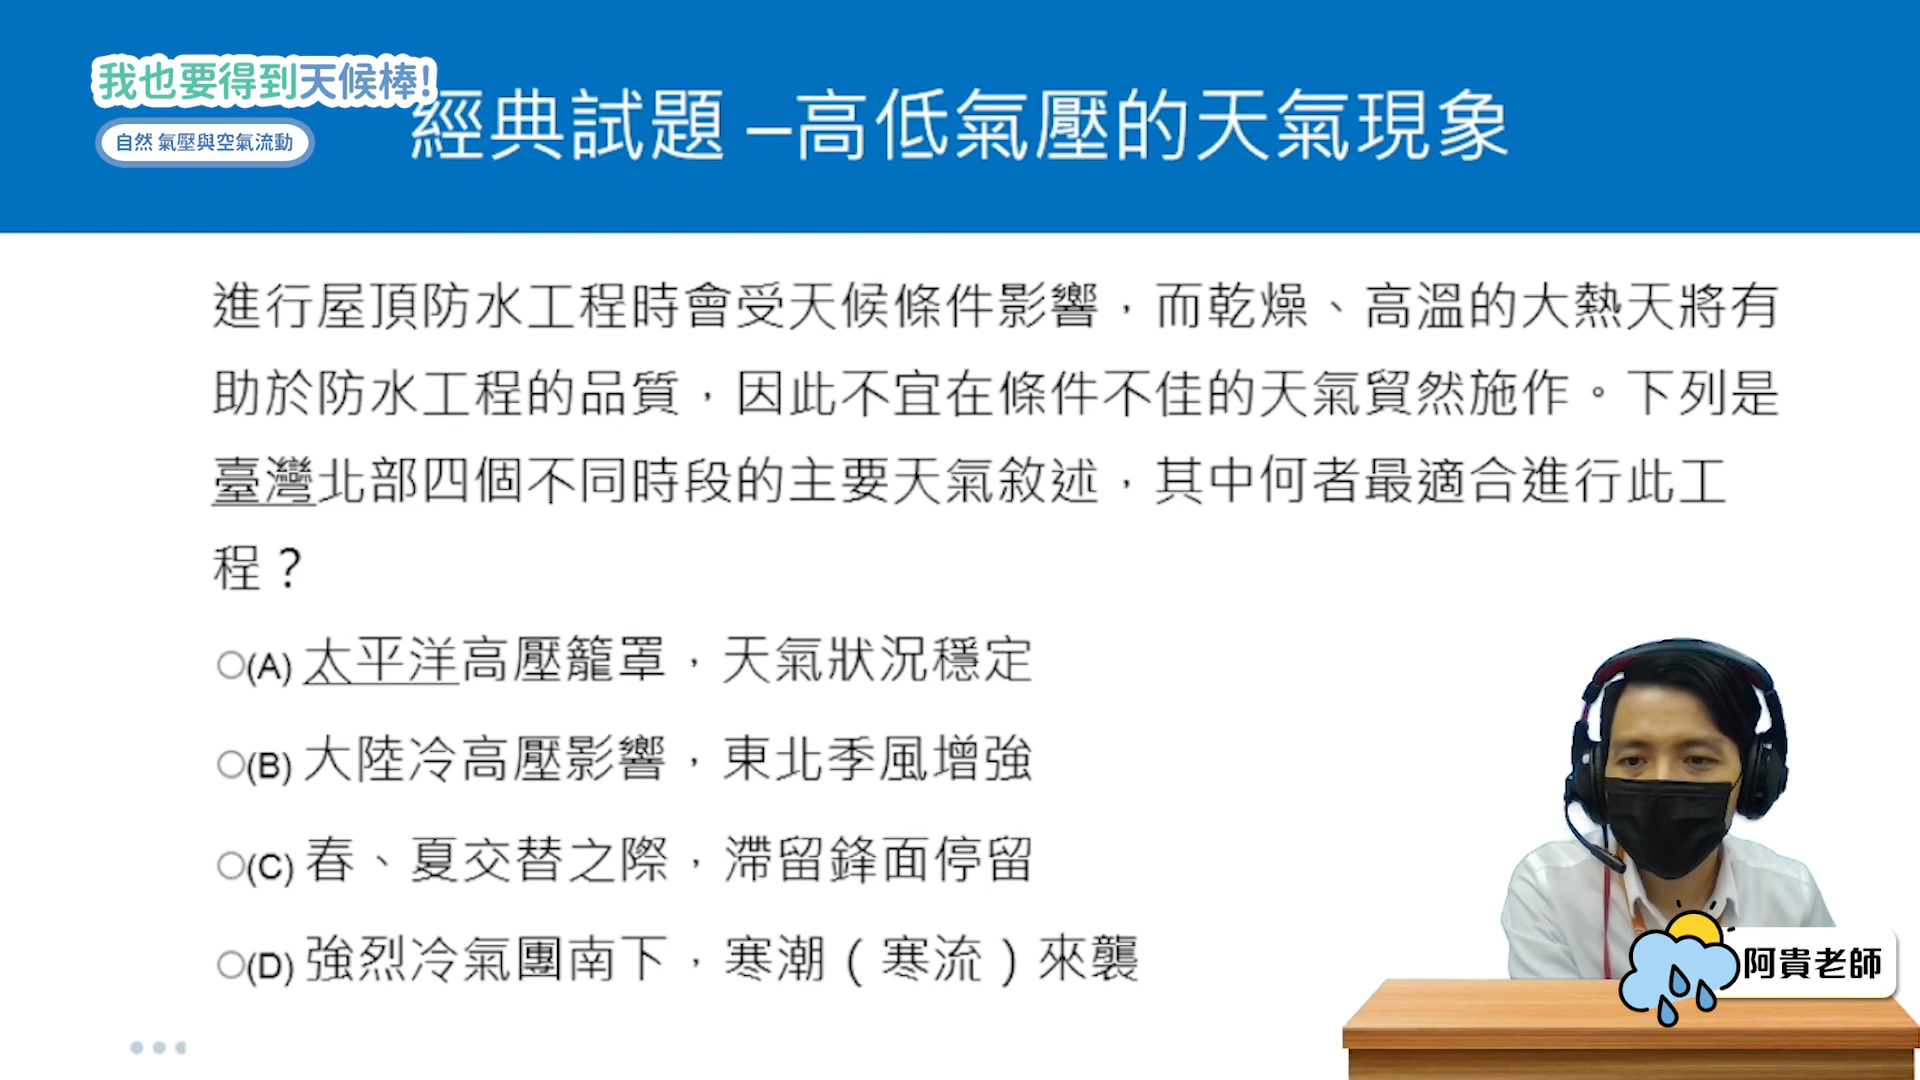 我也要得到天候棒!
自然 氣壓與空氣流動
經典試題 –高低氣壓的天氣現象
進行屋頂防水工程時會受天候條件影響，而乾燥、高溫的大熱天將有
助於防水工程的品質，因此不宜在條件不佳的天氣貿然施作。下列是
臺灣北部四個不同時段的主要天氣敘述，其中何者最適合進行此工
程？
○(A) 太平洋高壓籠罩，天氣狀況穩定
○(B) 大陸冷高壓影響，東北季風增強
○(C) 春、夏交替之際，滯留鋒面停留
○(D) 強烈冷氣團南下，寒潮（寒流）來襲
阿貴老師